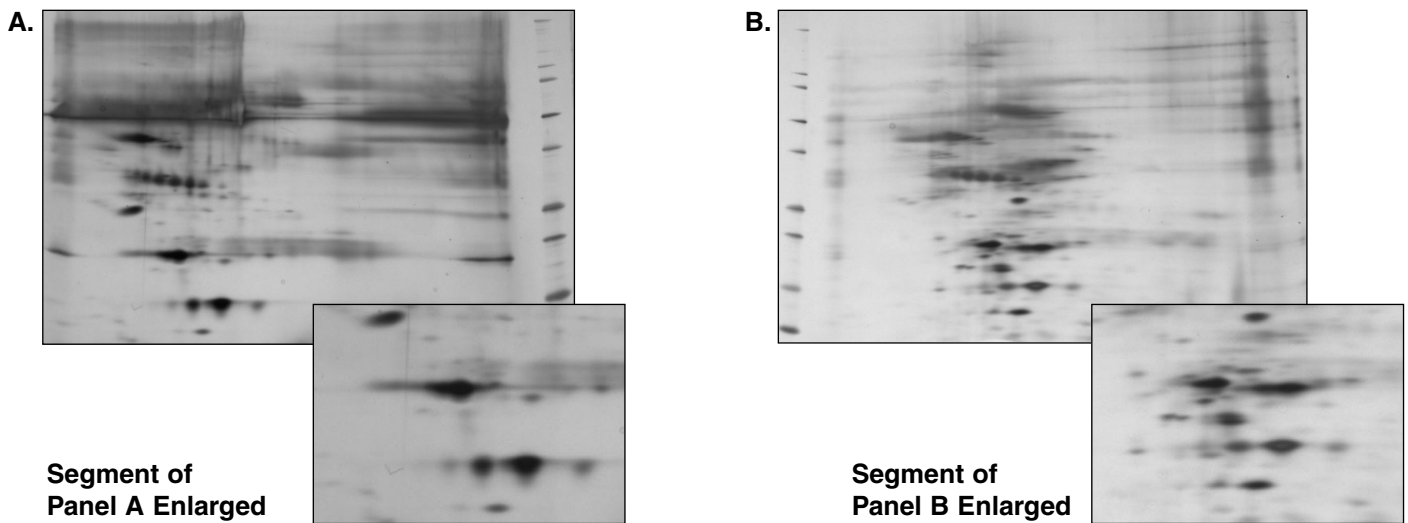 A.
B.
Segment of
Panel A Enlarged
Segment of
Panel B Enlarged